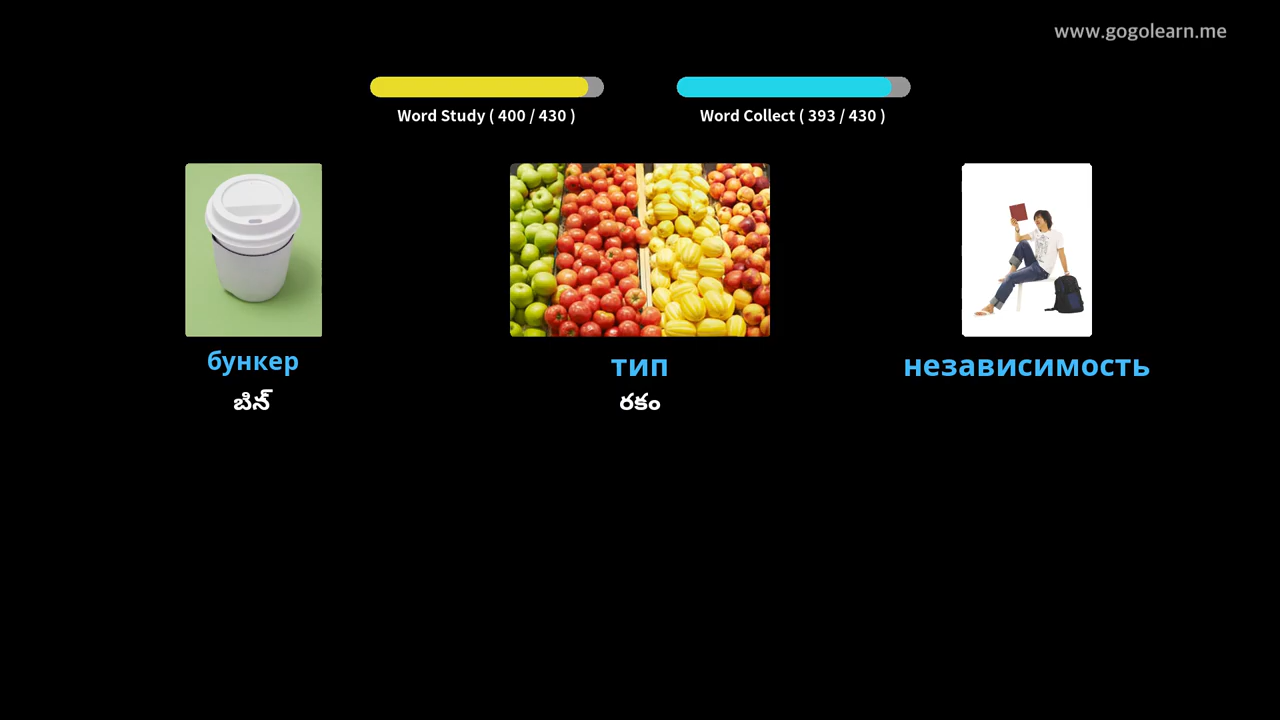 www.gogolearn.me
Word Study ( 400 / 430 )
Word Collect ( 393 / 430 )
бункер
тип
независимость
బిన్
రకం